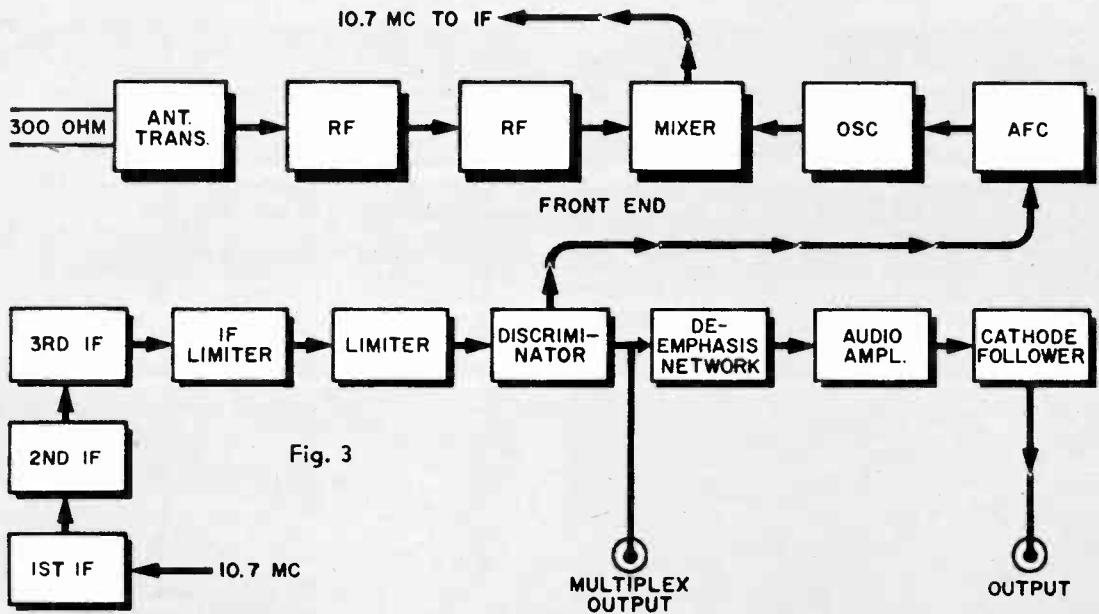 10.7 MC TO IF
300 OHM
ANT.
TRANS.
RF
RF
MIXER
OSC
AFC
FRONT END
3RD IF
IF
LIMITER
LIMITER
DISCRIMI-
NATOR
DE-
EMPHASIS
NETWORK
AUDIO
AMPL.
CATHODE
FOLLOWER
2ND IF
Fig. 3
1ST IF
10.7 MC
MULTIPLEX
OUTPUT
OUTPUT